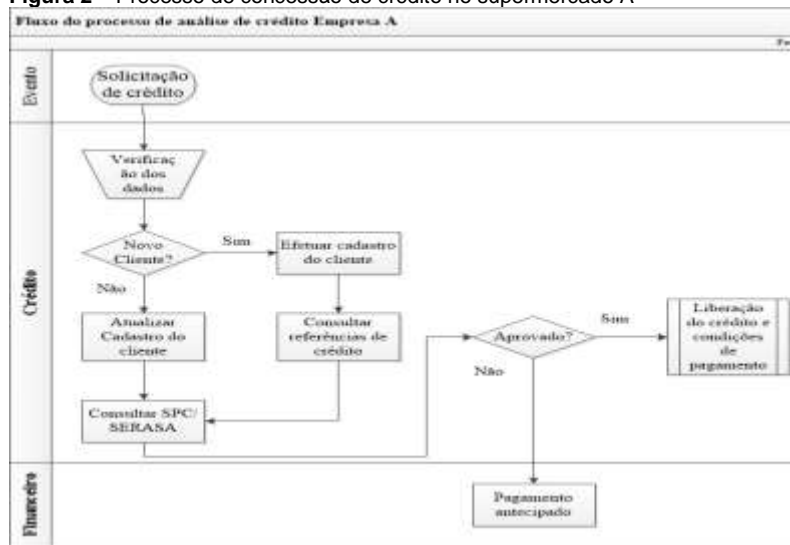 Figura 2 – Processo de concessão de crédito no supermercado A
Fluxo do processo de análise de crédito Empresa A
Evento
Solicitação
de crédito
Crédito
Verificaç
ão dos
dados
Novo
Cliente?
Sim
Efetuar cadastro
do cliente
Não
Atualizar
Cadastro do
cliente
Consultar
referências de
crédito
Consultar SPC/
SERASA
Aprovado?
Sim
Liberação
do crédito e
condições
de
pagamento
Não
Financeiro
Pagamento
antecipado